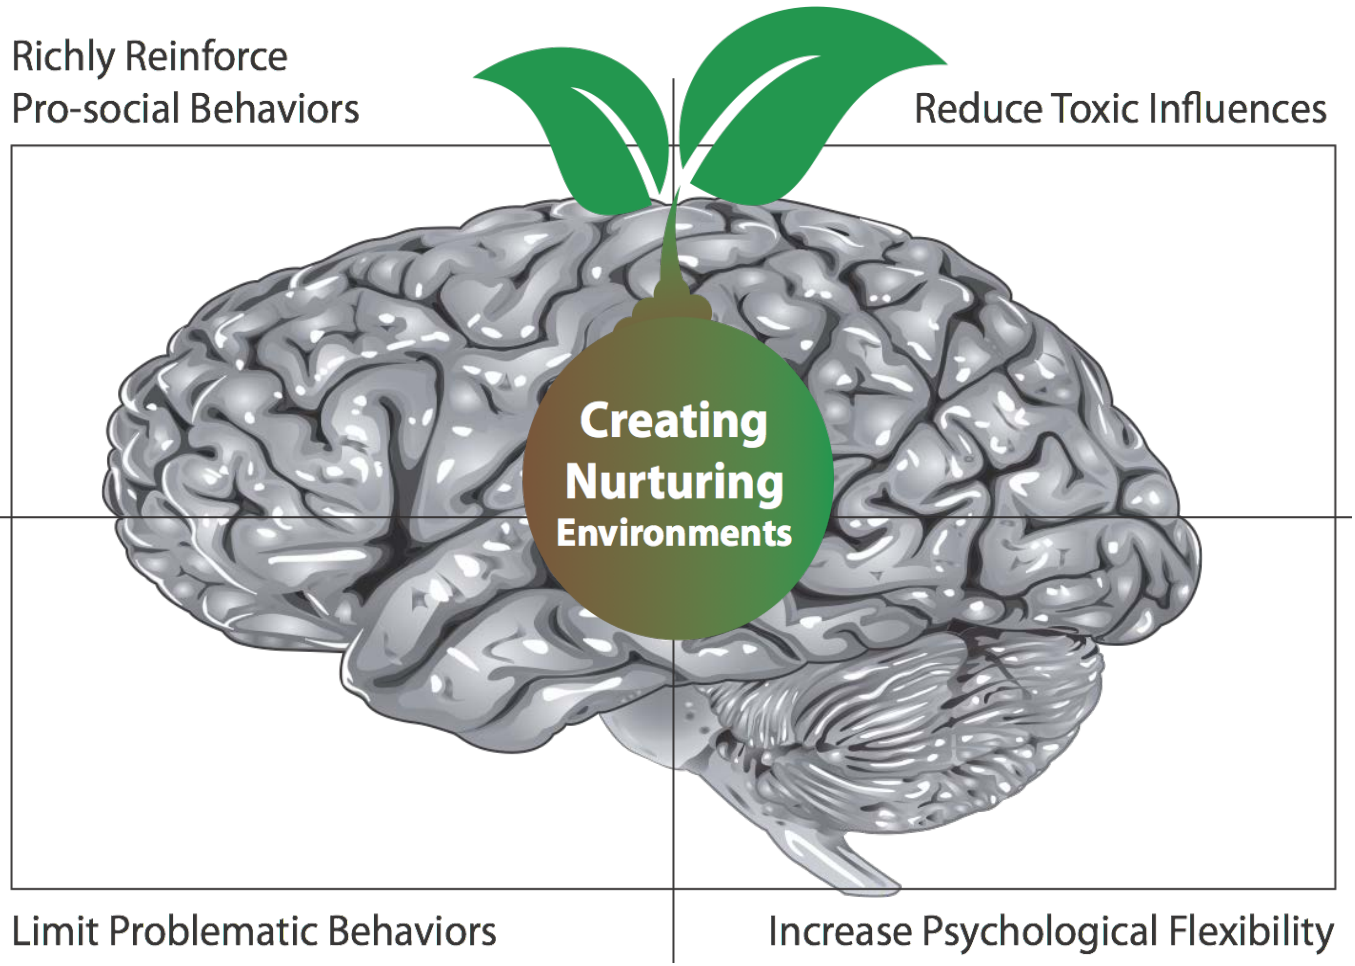 Richly Reinforce
Pro-social Behaviors
Reduce Toxic Influences
Creating
Nurturing
Environments
Limit Problematic Behaviors
Increase Psychological Flexibility